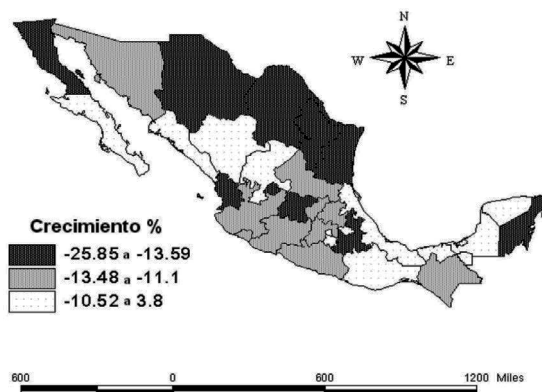 N
W E
S
Crecimiento %
-25.85 a -13.59
-13.48 a -11.1
-10.52 a 3.8
600 0 600 1200 Miles